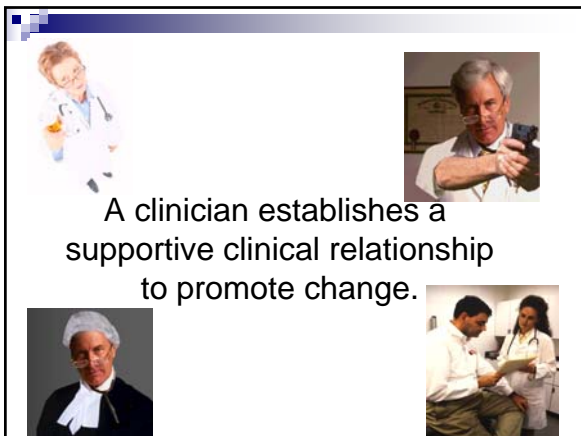 A clinician establishes a
supportive clinical relationship
to promote change.